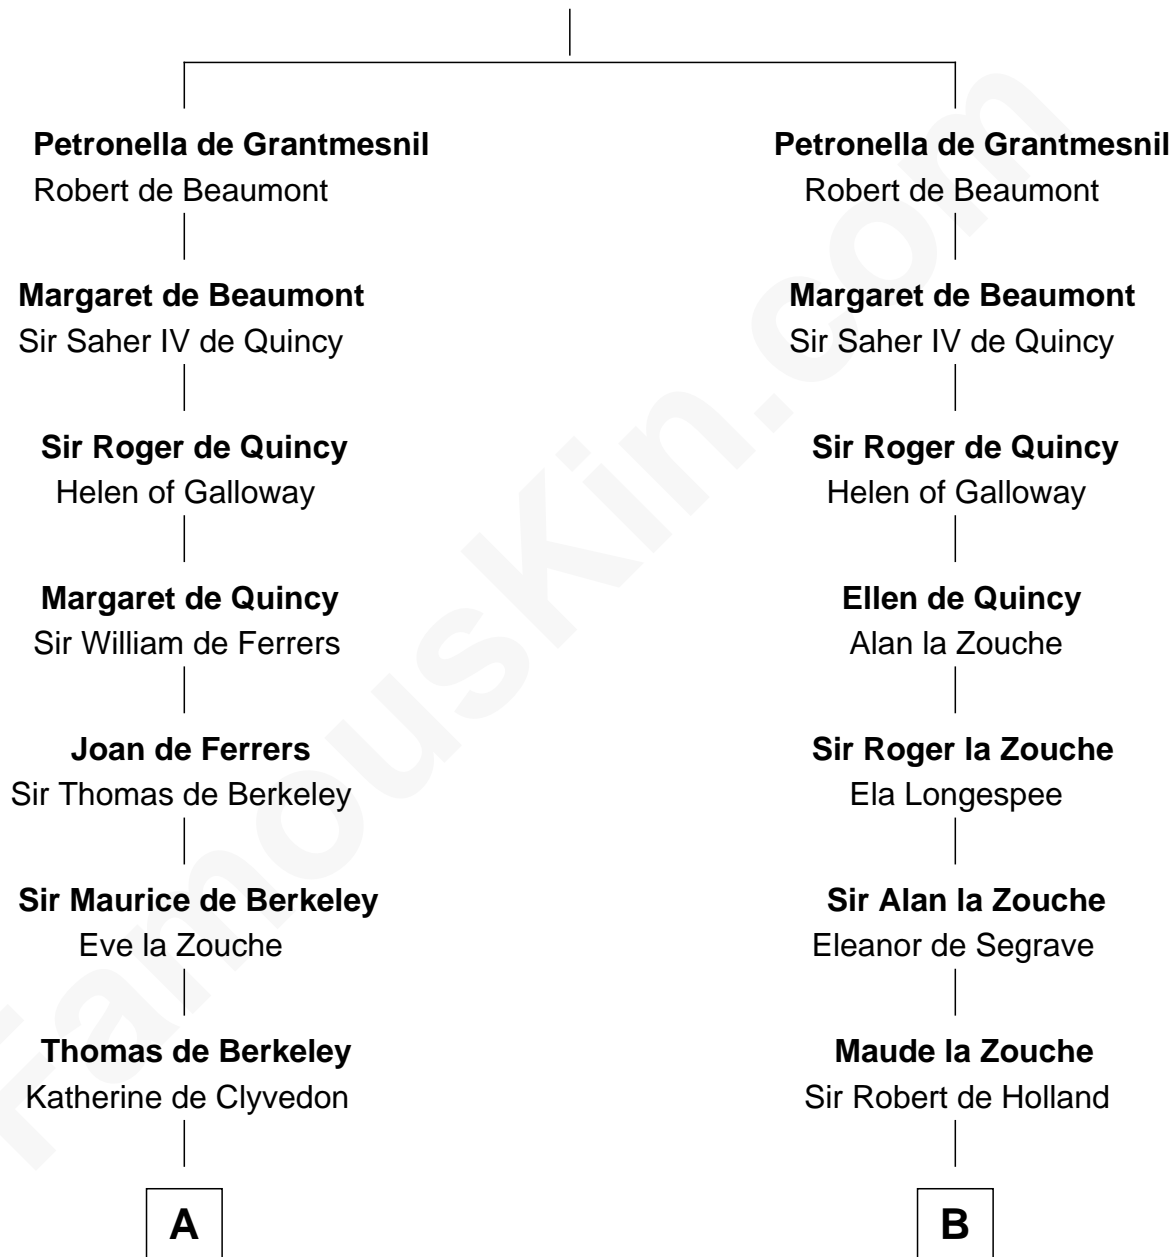 Petronella de Grantmesnil
Robert de Beaumont
Margaret de Beaumont
Sir Saher IV de Quincy
Sir Roger de Quincy
Helen of Galloway
Margaret de Quincy
Sir William de Ferrers
Joan de Ferrers
Sir Thomas de Berkeley
Sir Maurice de Berkeley
Eve la Zouche
Thomas de Berkeley
Katherine de Clyvedon
A
Petronella de Grantmesnil
Robert de Beaumont
Margaret de Beaumont
Sir Saher IV de Quincy
Sir Roger de Quincy
Helen of Galloway
Ellen de Quincy
Alan la Zouche
Sir Roger la Zouche
Ela Longespee
Sir Alan la Zouche
Eleanor de Segrave
Maude la Zouche
Sir Robert de Holland
B
FamousKin.com